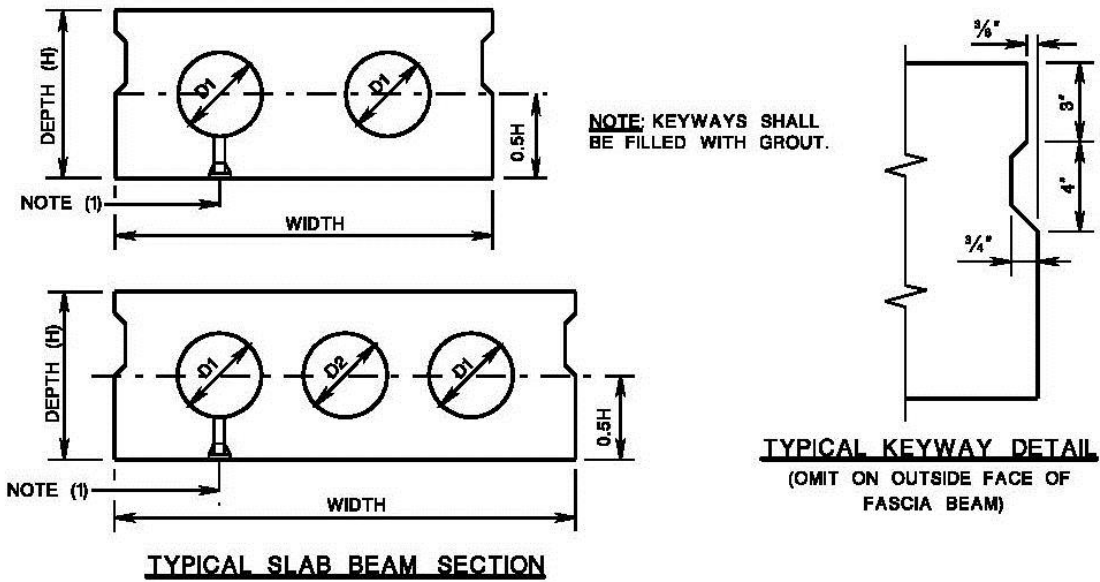 DEPTH (H)
D1
D1
0.5H
NOTE (1)
WIDTH
NOTE: KEYWAYS SHALL
BE FILLED WITH GROUT.
DEPTH (H)
D1
D2
D1
0.5H
NOTE (1)
WIDTH
TYPICAL SLAB BEAM SECTION
3/8"
3"
4"
3/4"
TYPICAL KEYWAY DETAIL
(OMIT ON OUTSIDE FACE OF
FASCIA BEAM)